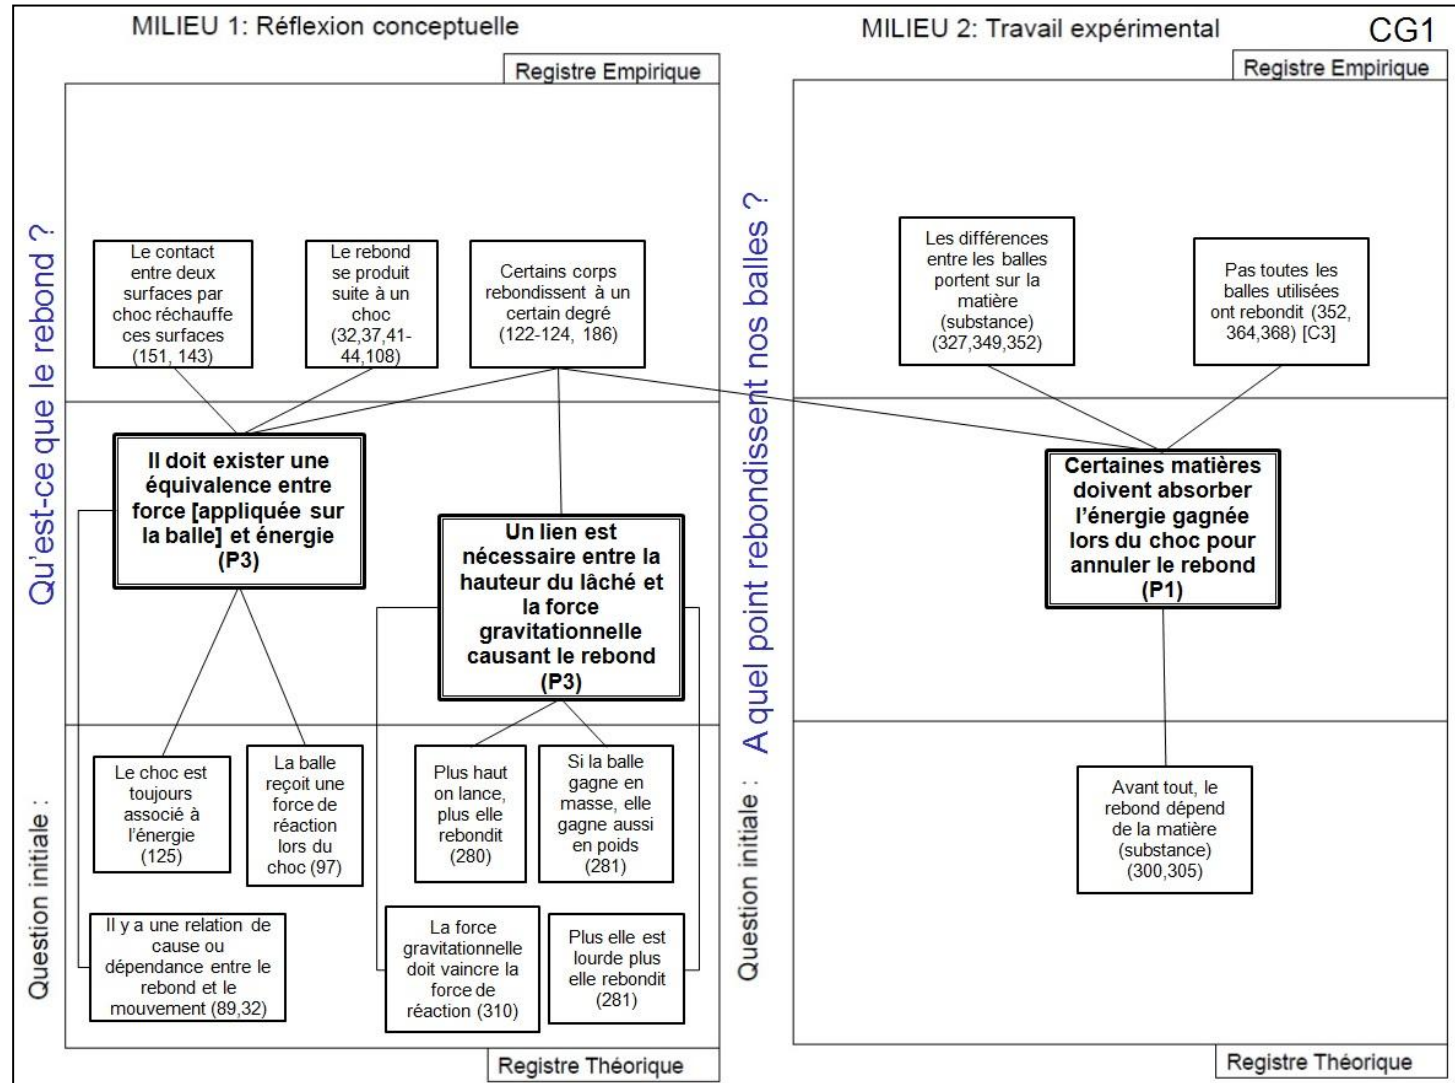 MILIEU 1: Réflexion conceptuelle
Registre Empirique
Question initiale : Qu'est-ce que le rebond ?
Le contact
entre deux
surfaces par
choc réchauffe
ces surfaces
(151, 143)
Le rebond
se produit
suite à un
choc
(32,37,41-
44,108)
Certains corps
rebondissent à un
certain degré
(122-124, 186)
Il doit exister une
équivalence entre
force [appliquée sur
la balle] et énergie
(P3)
Un lien est
nécessaire entre la
hauteur du lâché et
la force
gravitationnelle
causant le rebond
(P3)
Le choc est
toujours
associé à
l'énergie
(125)
La balle
reçoit une
force de
réaction
lors du
choc (97)
Plus haut
on lance,
plus elle
rebondit
(280)
Si la balle
gagne en
masse, elle
gagne aussi
en poids
(281)
Il y a une relation de
cause ou
dépendance entre le
rebond et le
mouvement (89,32)
La force
gravitationnelle
doit vaincre la
force de
réaction (310)
Plus elle est
lourde plus
elle rebondit
(281)
Registre Théorique
MILIEU 2: Travail expérimental
CG1
Registre Empirique
Question initiale : A quel point rebondissent nos balles ?
Les différences
entre les balles
portent sur la
matière
(substance)
(327,349,352)
Pas toutes les
balles utilisées
ont rebondit (352,
364,368) [C3]
Certaines matières
doivent absorber
l'énergie gagnée
lors du choc pour
annuler le rebond
(P1)
Avant tout, le
rebond dépend
de la matière
(substance)
(300,305)
Registre Théorique